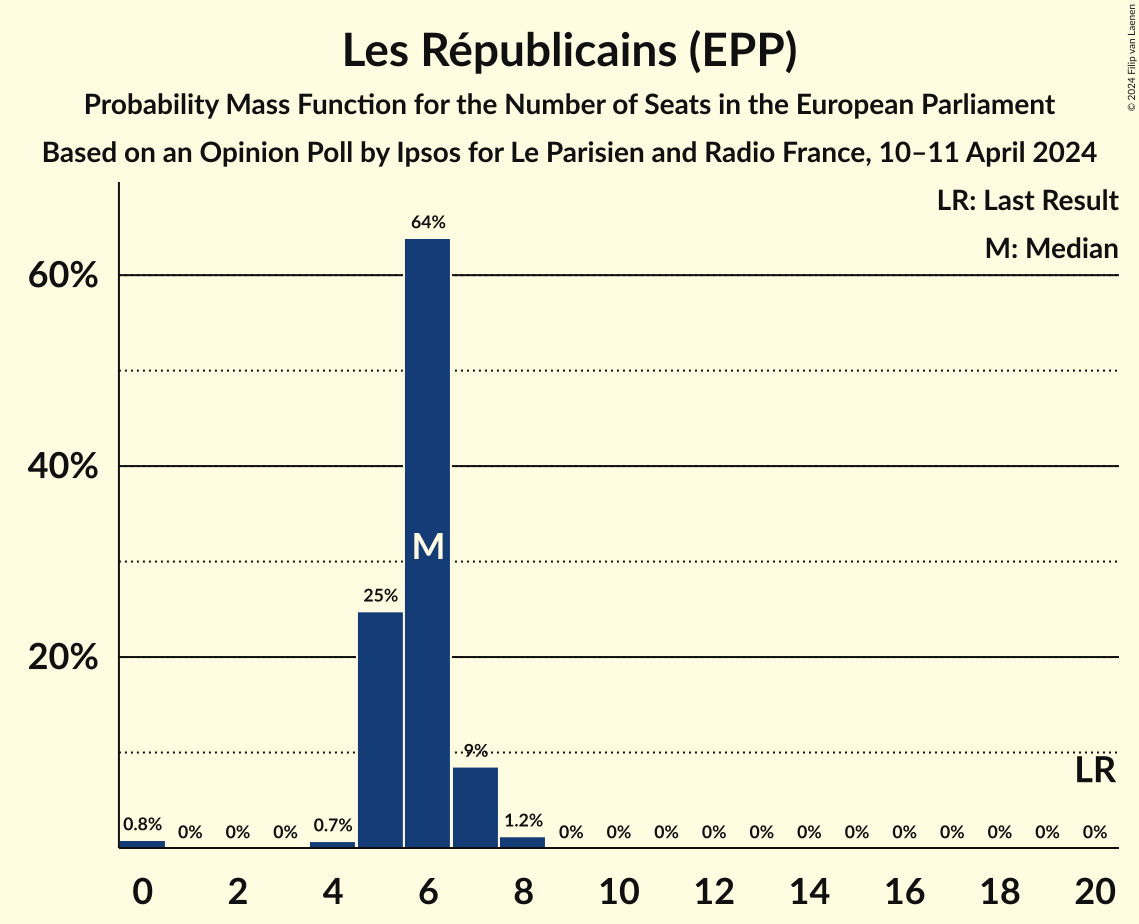 Les Républicains (EPP)
Probability Mass Function for the Number of Seats in the European Parliament
Based on an Opinion Poll by Ipsos for Le Parisien and Radio France, 10–11 April 2024
© 2024 Filip van Laenen
LR: Last Result
M: Median
64%
60%
40%
M
25%
20%
9%
LR
0.8% 0% 0% 0% 0.7% 1.2% 0% 0% 0% 0% 0% 0% 0% 0% 0% 0% 0% 0%
0 2 4 6 8 10 12 14 16 18 20